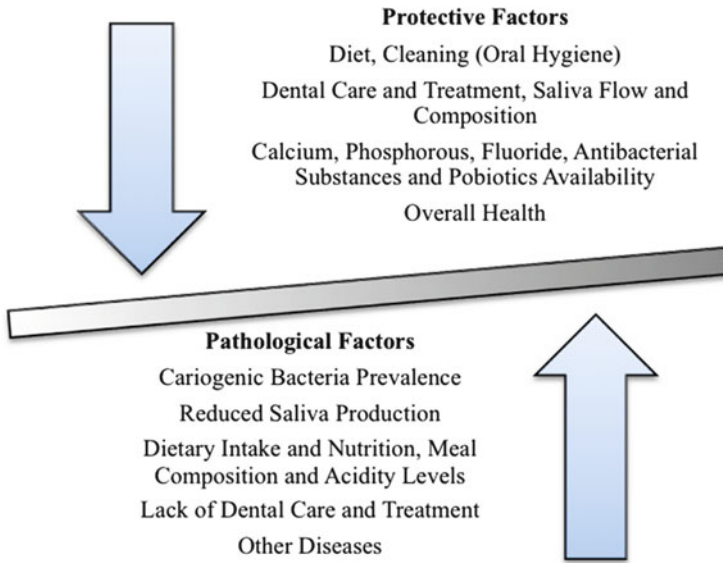 Protective Factors
Diet, Cleaning (Oral Hygiene)
Dental Care and Treatment, Saliva Flow and
Composition
Calcium, Phosphorous, Fluoride, Antibacterial
Substances and Pobiotics Availability
Overall Health
Pathological Factors
Cariogenic Bacteria Prevalence
Reduced Saliva Production
Dietary Intake and Nutrition, Meal
Composition and Acidity Levels
Lack of Dental Care and Treatment
Other Diseases